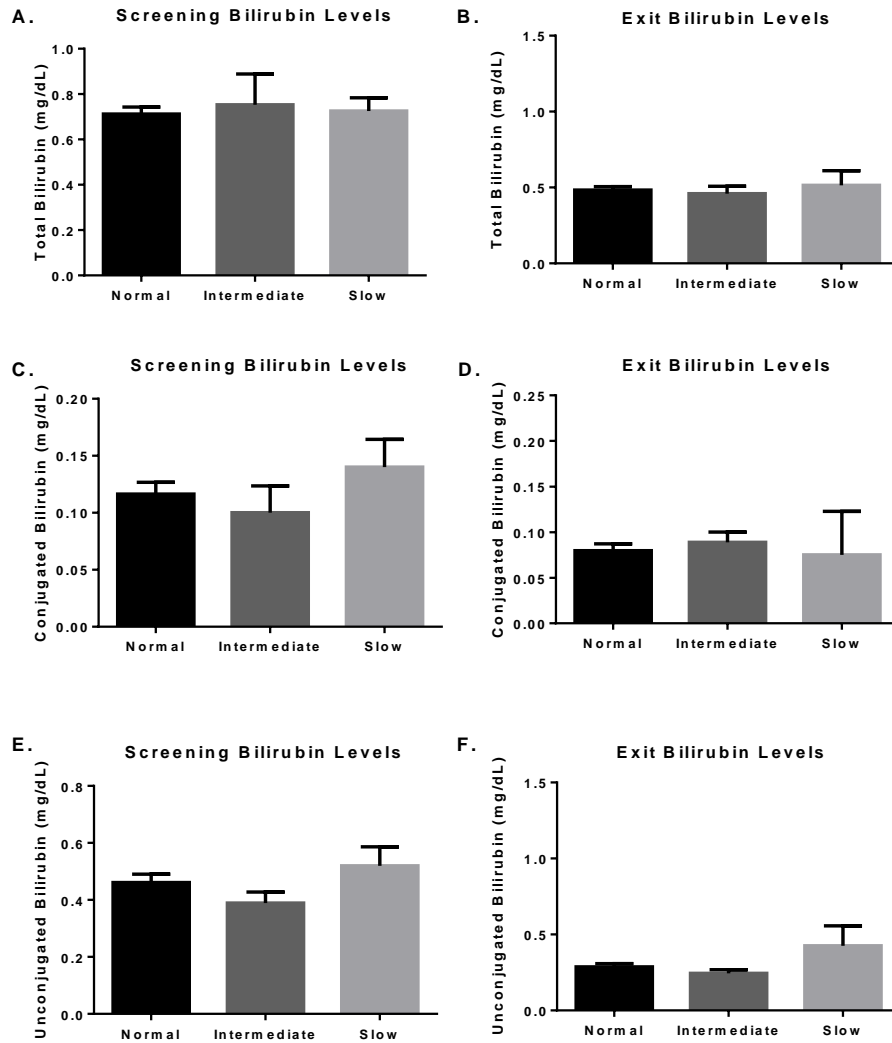 A.
Screening Bilirubin Levels
Total Bilirubin (mg/dL)
1.0
0.8
0.6
0.4
0.2
0.0
Normal Intermediate Slow
B.
Exit Bilirubin Levels
Total Bilirubin (mg/dL)
1.5
1.0
0.5
0.0
Normal Intermediate Slow
C.
Screening Bilirubin Levels
Conjugated Bilirubin (mg/dL)
0.20
0.15
0.10
0.05
0.00
Normal Intermediate Slow
D.
Exit Bilirubin Levels
Conjugated Bilirubin (mg/dL)
0.25
0.20
0.15
0.10
0.05
0.00
Normal Intermediate Slow
E.
Screening Bilirubin Levels
Unconjugated Bilirubin (mg/dL)
0.8
0.6
0.4
0.2
0.0
Normal Intermediate Slow
F.
Exit Bilirubin Levels
Unconjugated Bilirubin (mg/dL)
1.5
1.0
0.5
0.0
Normal Intermediate Slow